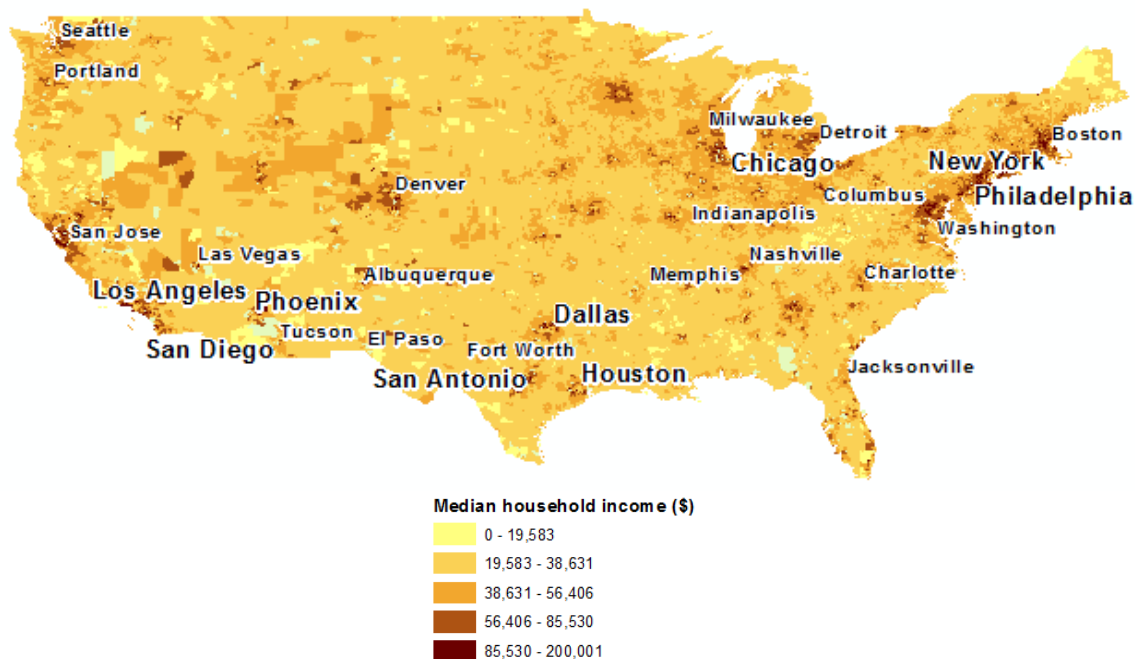 Seattle
Portland
Milwaukee
Detroit
Boston
Chicago
New York
Denver
Columbus
Philadelphia
Indianapolis
San Jose
Washington
Las Vegas
Nashville
Albuquerque
Memphis
Charlotte
Los Angeles
Phoenix
Dallas
Tucson
El Paso
San Diego
Fort Worth
Jacksonville
San Antonio
Houston
Median household income ($)
0 - 19,583
19,583 - 38,631
38,631 - 56,406
56,406 - 85,530
85,530 - 200,001